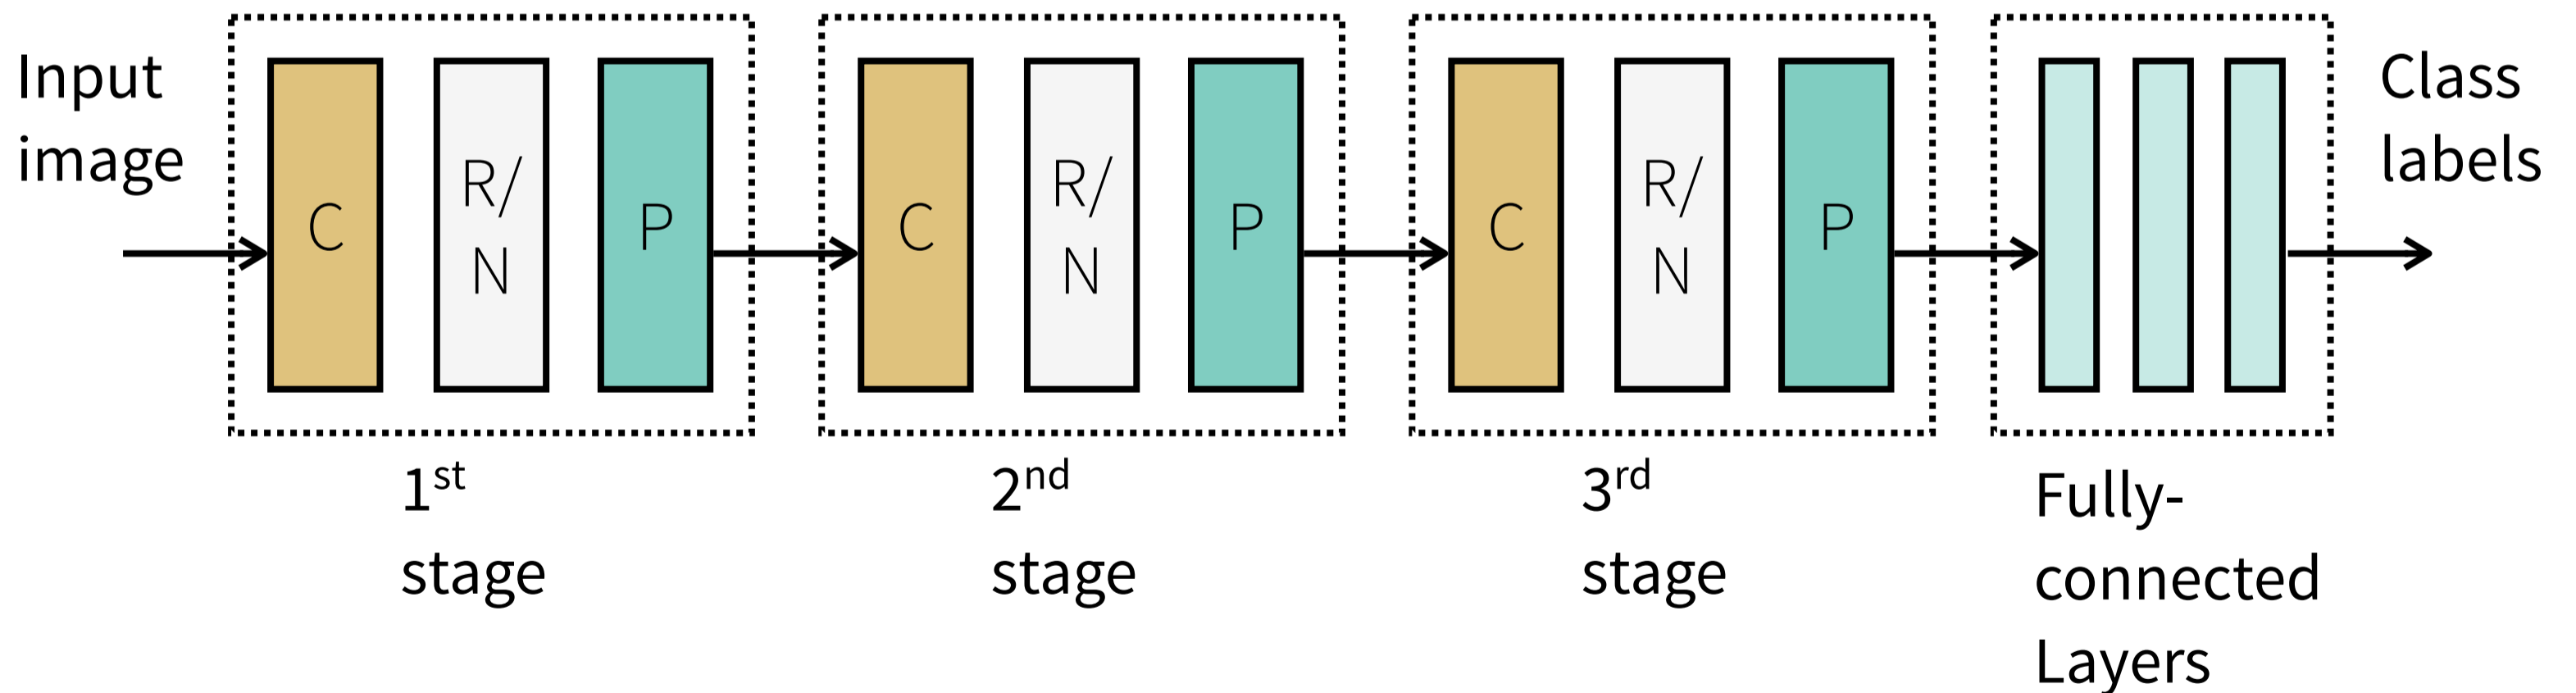 Input
image
C
R/
N
P
C
R/
N
P
C
R/
N
P
Class
labels
1st
stage
2nd
stage
3rd
stage
Fully-
connected
Layers